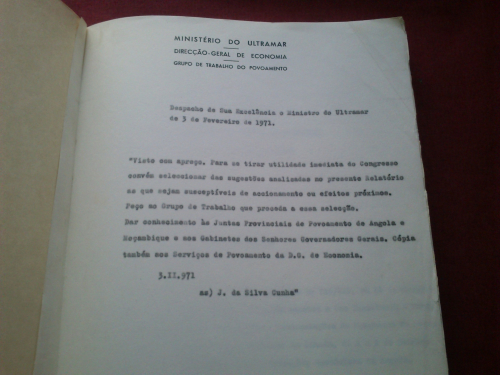 MINISTÉRIO DO ULTRAMAR
DIRECÇÃO-GERAL DE ECONOMIA
GRUPO DE TRABALHO DO POVOAMENTO
Despacho de Sua Excelência o Ministro do Ultramar
de 3 de Fevereiro de 1971.
"Visto com apreço. Para se tirar utilidade imediata do Congresso
convém seleccionar das sugestões analisadas no presente Relatório
as que sejam susceptíveis de accionamento ou efeitos próximos.
Peço ao Grupo de Trabalho que proceda a essa selecção.
Dar conhecimento às Juntas Provinciais de Povoamento de Angola e
Moçambique e aos Gabinetes dos Senhores Governadores Gerais. Cópia
também aos Serviços de Povoamento da D.G. de Economia.
3.II.971
as) J. da Silva Cunha"